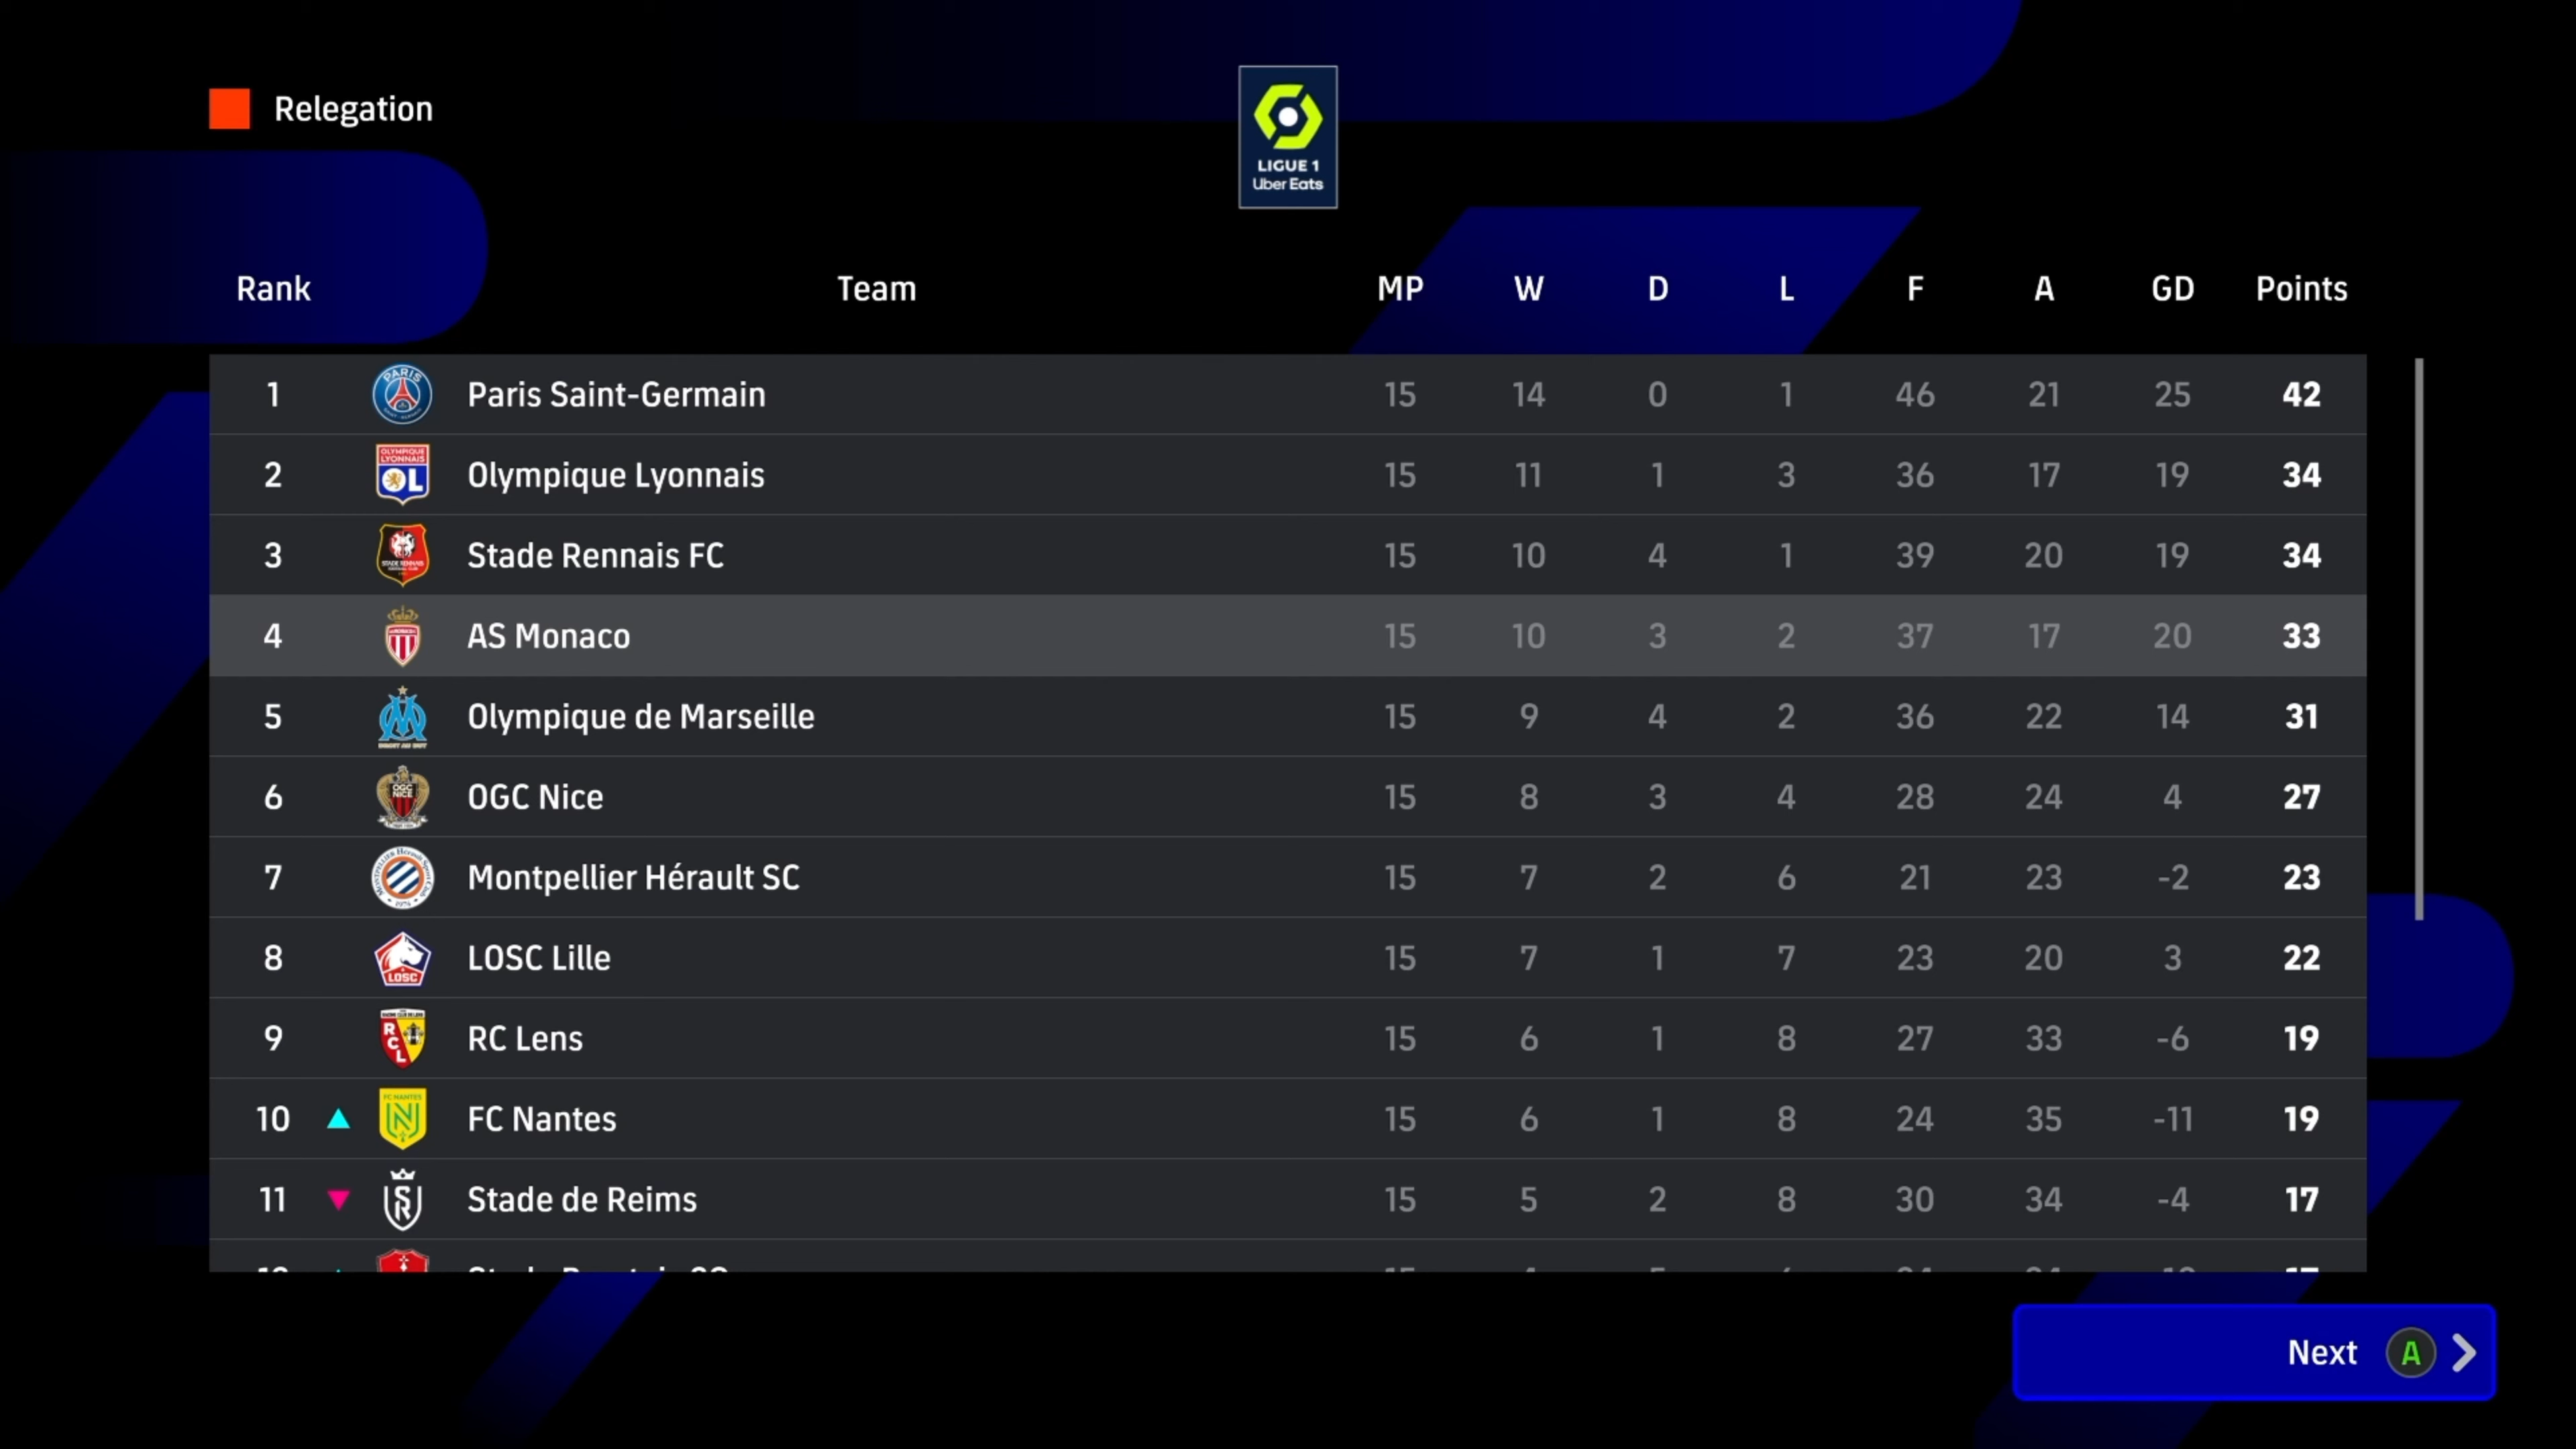 Relegation
LIGUE 1
Uber Eats
Rank Team MP W D L F A GD Points
1 Paris Saint-Germain 15 14 0 1 46 21 25 42
2 Olympique Lyonnais 15 11 1 3 36 17 19 34
3 Stade Rennais FC 15 10 4 1 39 20 19 34
4 AS Monaco 15 10 3 2 37 17 20 33
5 Olympique de Marseille 15 9 4 2 36 22 14 31
6 OGC Nice 15 8 3 4 28 24 4 27
7 Montpellier Hérault SC 15 7 2 6 21 23 -2 23
8 LOSC Lille 15 7 1 7 23 20 3 22
9 RC Lens 15 6 1 8 27 33 -6 19
10 FC Nantes 15 6 1 8 24 35 -11 19
11 Stade de Reims 15 5 2 8 30 34 -4 17
Next A